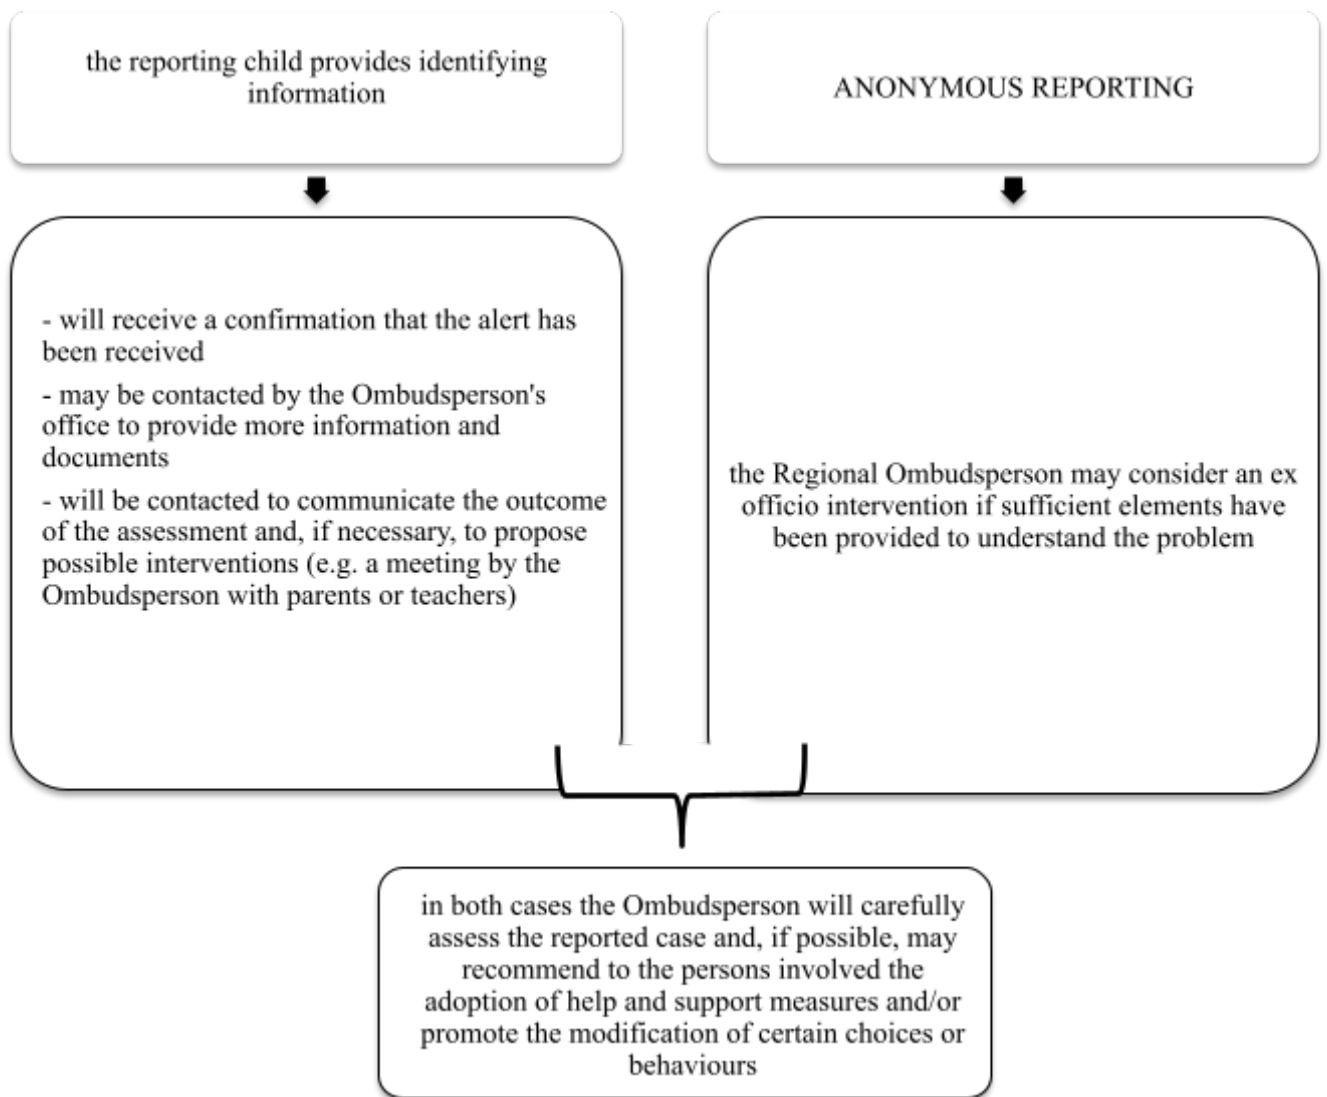 the reporting child provides identifying
information
ANONYMOUS REPORTING
- will receive a confirmation that the alert has
been received
- may be contacted by the Ombudsperson's
office to provide more information and
documents
- will be contacted to communicate the outcome
of the assessment and, if necessary, to propose
possible interventions (e.g. a meeting by the
Ombudsperson with parents or teachers)
the Regional Ombudsperson may consider an ex
officio intervention if sufficient elements have
been provided to understand the problem
in both cases the Ombudsperson will carefully
assess the reported case and, if possible, may
recommend to the persons involved the
adoption of help and support measures and/or
promote the modification of certain choices or
behaviours